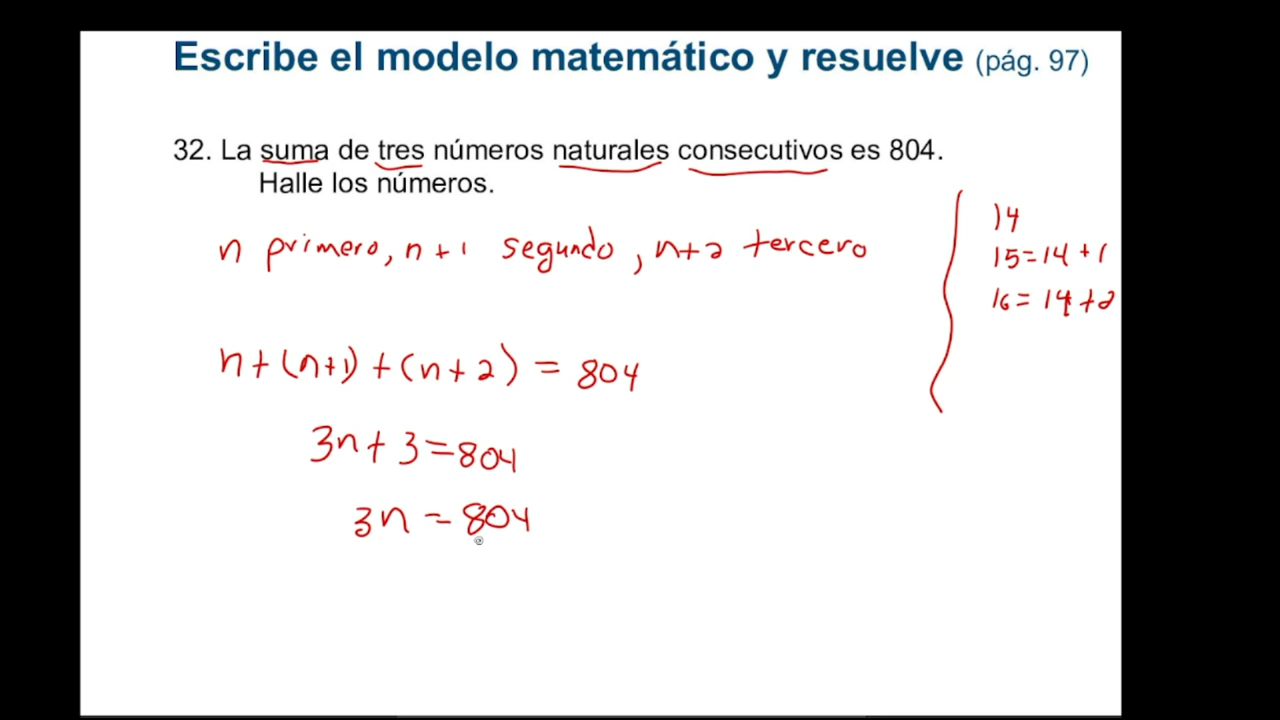 Escribe el modelo matemático y resuelve (pág. 97)
32. La suma de tres números naturales consecutivos es 804.
Halle los números.
n primero, n+1 segundo, n+2 tercero
14
15=14+1
16=14+2
n+(n+1)+(n+2)=804
3n+3=804
3n=804